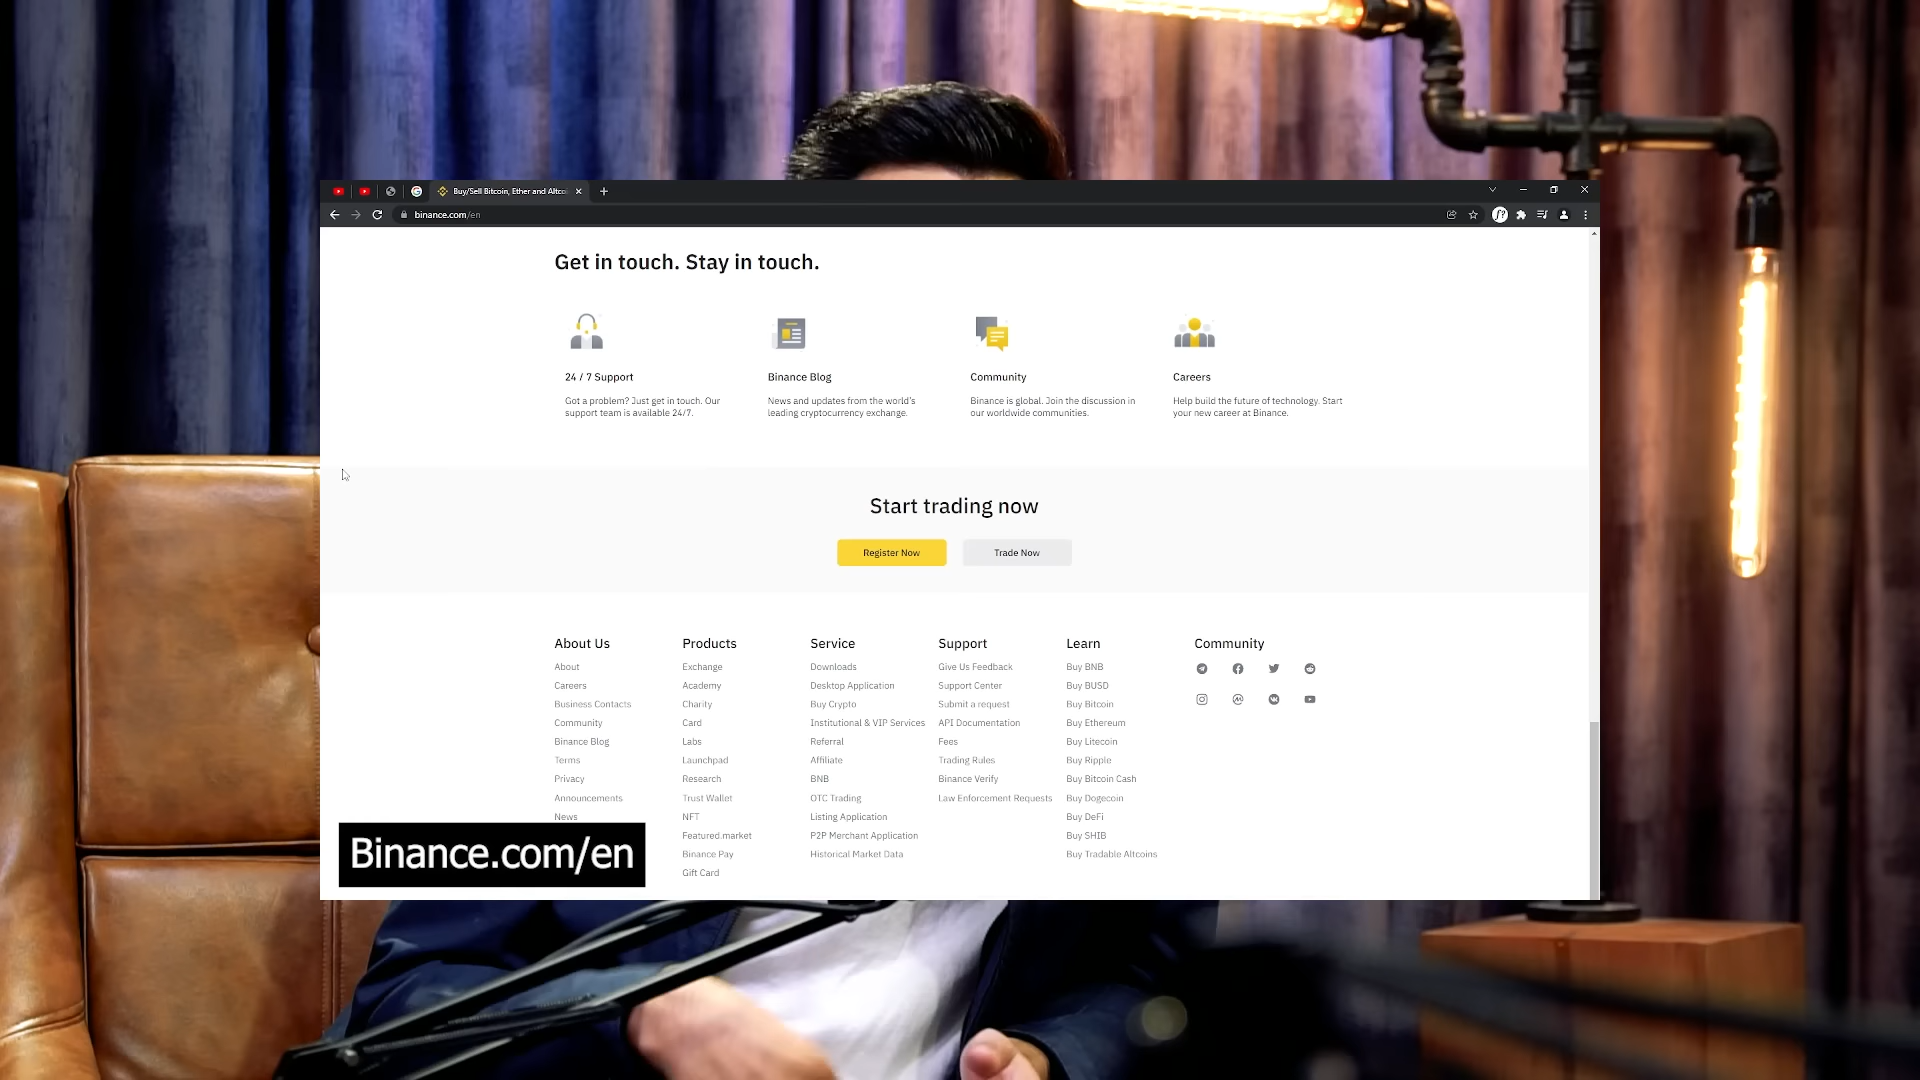 Buy/Sell Bitcoin, Ether and Altco
binance.com/en
Get in touch. Stay in touch.
24 / 7 Support
Got a problem? Just get in touch. Our
support team is available 24/7.
Binance Blog
News and updates from the world's
leading cryptocurrency exchange.
Community
Binance is global. Join the discussion in
our worldwide communities.
Careers
Help build the future of technology. Start
your new career at Binance.
Start trading now
Register Now
Trade Now
About Us
About
Careers
Business Contacts
Community
Binance Blog
Terms
Privacy
Announcements
News
Products
Exchange
Academy
Charity
Card
Labs
Launchpad
Research
Trust Wallet
NFT
Featured.market
Binance Pay
Gift Card
Service
Downloads
Desktop Application
Buy Crypto
Institutional & VIP Services
Referral
Affiliate
BNB
OTC Trading
Listing Application
P2P Merchant Application
Historical Market Data
Support
Give Us Feedback
Support Center
Submit a request
API Documentation
Fees
Trading Rules
Binance Verify
Law Enforcement Requests
Learn
Buy BNB
Buy BUSD
Buy Bitcoin
Buy Ethereum
Buy Litecoin
Buy Ripple
Buy Bitcoin Cash
Buy Dogecoin
Buy DeFi
Buy SHIB
Buy Tradable Altcoins
Community
Binance.com/en